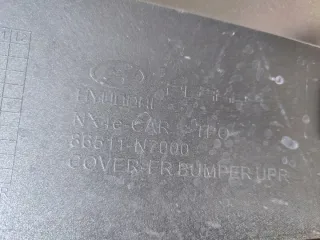 HYUNDAI
NX4e CAR TPO
86511-N7000
COVER-FR BUMPER UPR